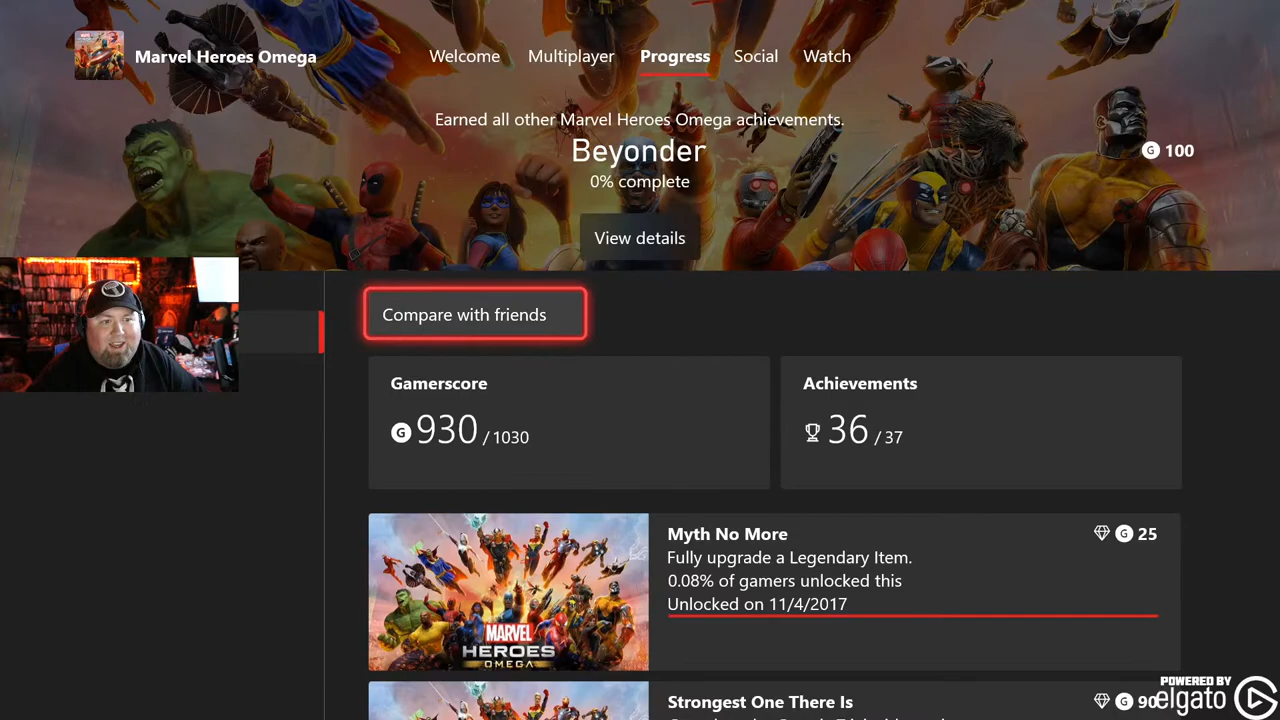 Marvel Heroes Omega
Welcome Multiplayer Progress Social Watch
Earned all other Marvel Heroes Omega achievements.
Beyonder
0% complete
G 100
View details
Compare with friends
Gamerscore
G 930 / 1030
Achievements
36 / 37
Myth No More
G 25
Fully upgrade a Legendary Item.
0.08% of gamers unlocked this
Unlocked on 11/4/2017
MARVEL
HEROES
OMEGA
Strongest One There Is
G 90
POWERED BY
elgato